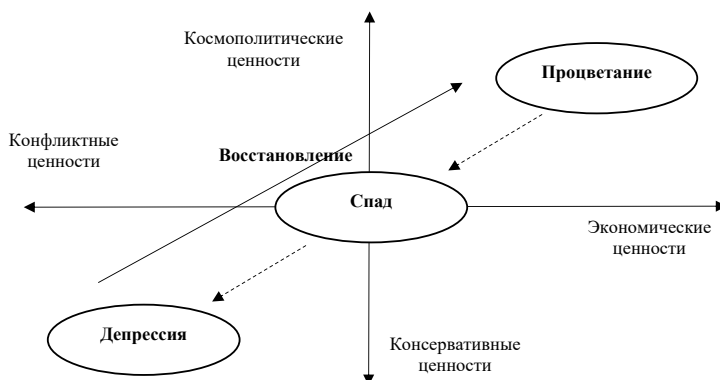 Космополитические
ценности
Процветание
Конфликтные
ценности
Восстановление
Спад
Экономические
ценности
Депрессия
Консервативные
ценности